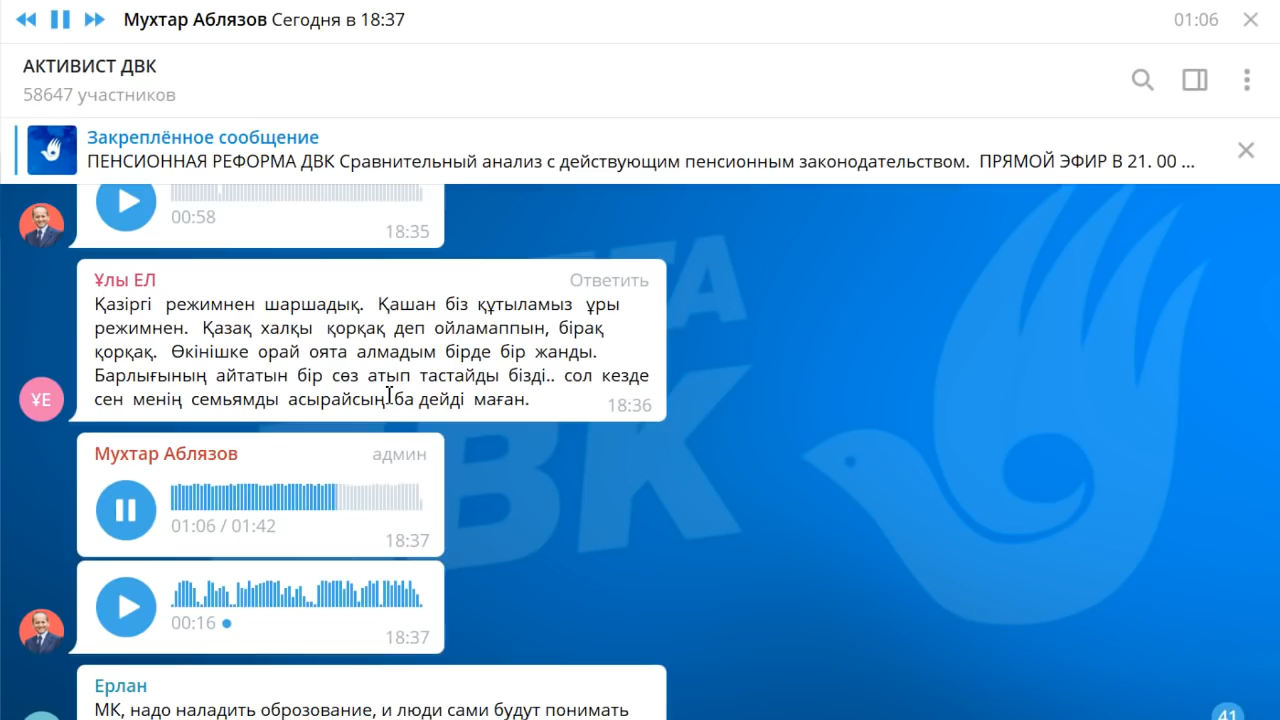 Мухтар Аблязов Сегодня в 18:37
01:06
АКТИВИСТ ДВК
58647 участников
Закреплённое сообщение
ПЕНСИОННАЯ РЕФОРМА ДВК Сравнительный анализ с действующим пенсионным законодательством. ПРЯМОЙ ЭФИР В 21. 00 ...
00:58
18:35
Ұлы ЕЛ
Ответить
Қазіргі режимнен шаршадық. Қашан біз құтыламыз ұры
режимнен. Қазақ халқы қорқақ деп ойламаппын, бірақ
қорқақ. Өкінішке орай оята алмадым бірде бір жанды.
Барлығының айтатын бір сөз атып тастайды бізді.. сол кезде
сен менің семьямды асырайсың ба дейді маған.
18:36
ҰЕ
Мухтар Аблязов
админ
01:06 / 01:42
18:37
00:16
18:37
Ерлан
МК, надо наладить оброзование, и люди сами будут понимать
41
ДВК